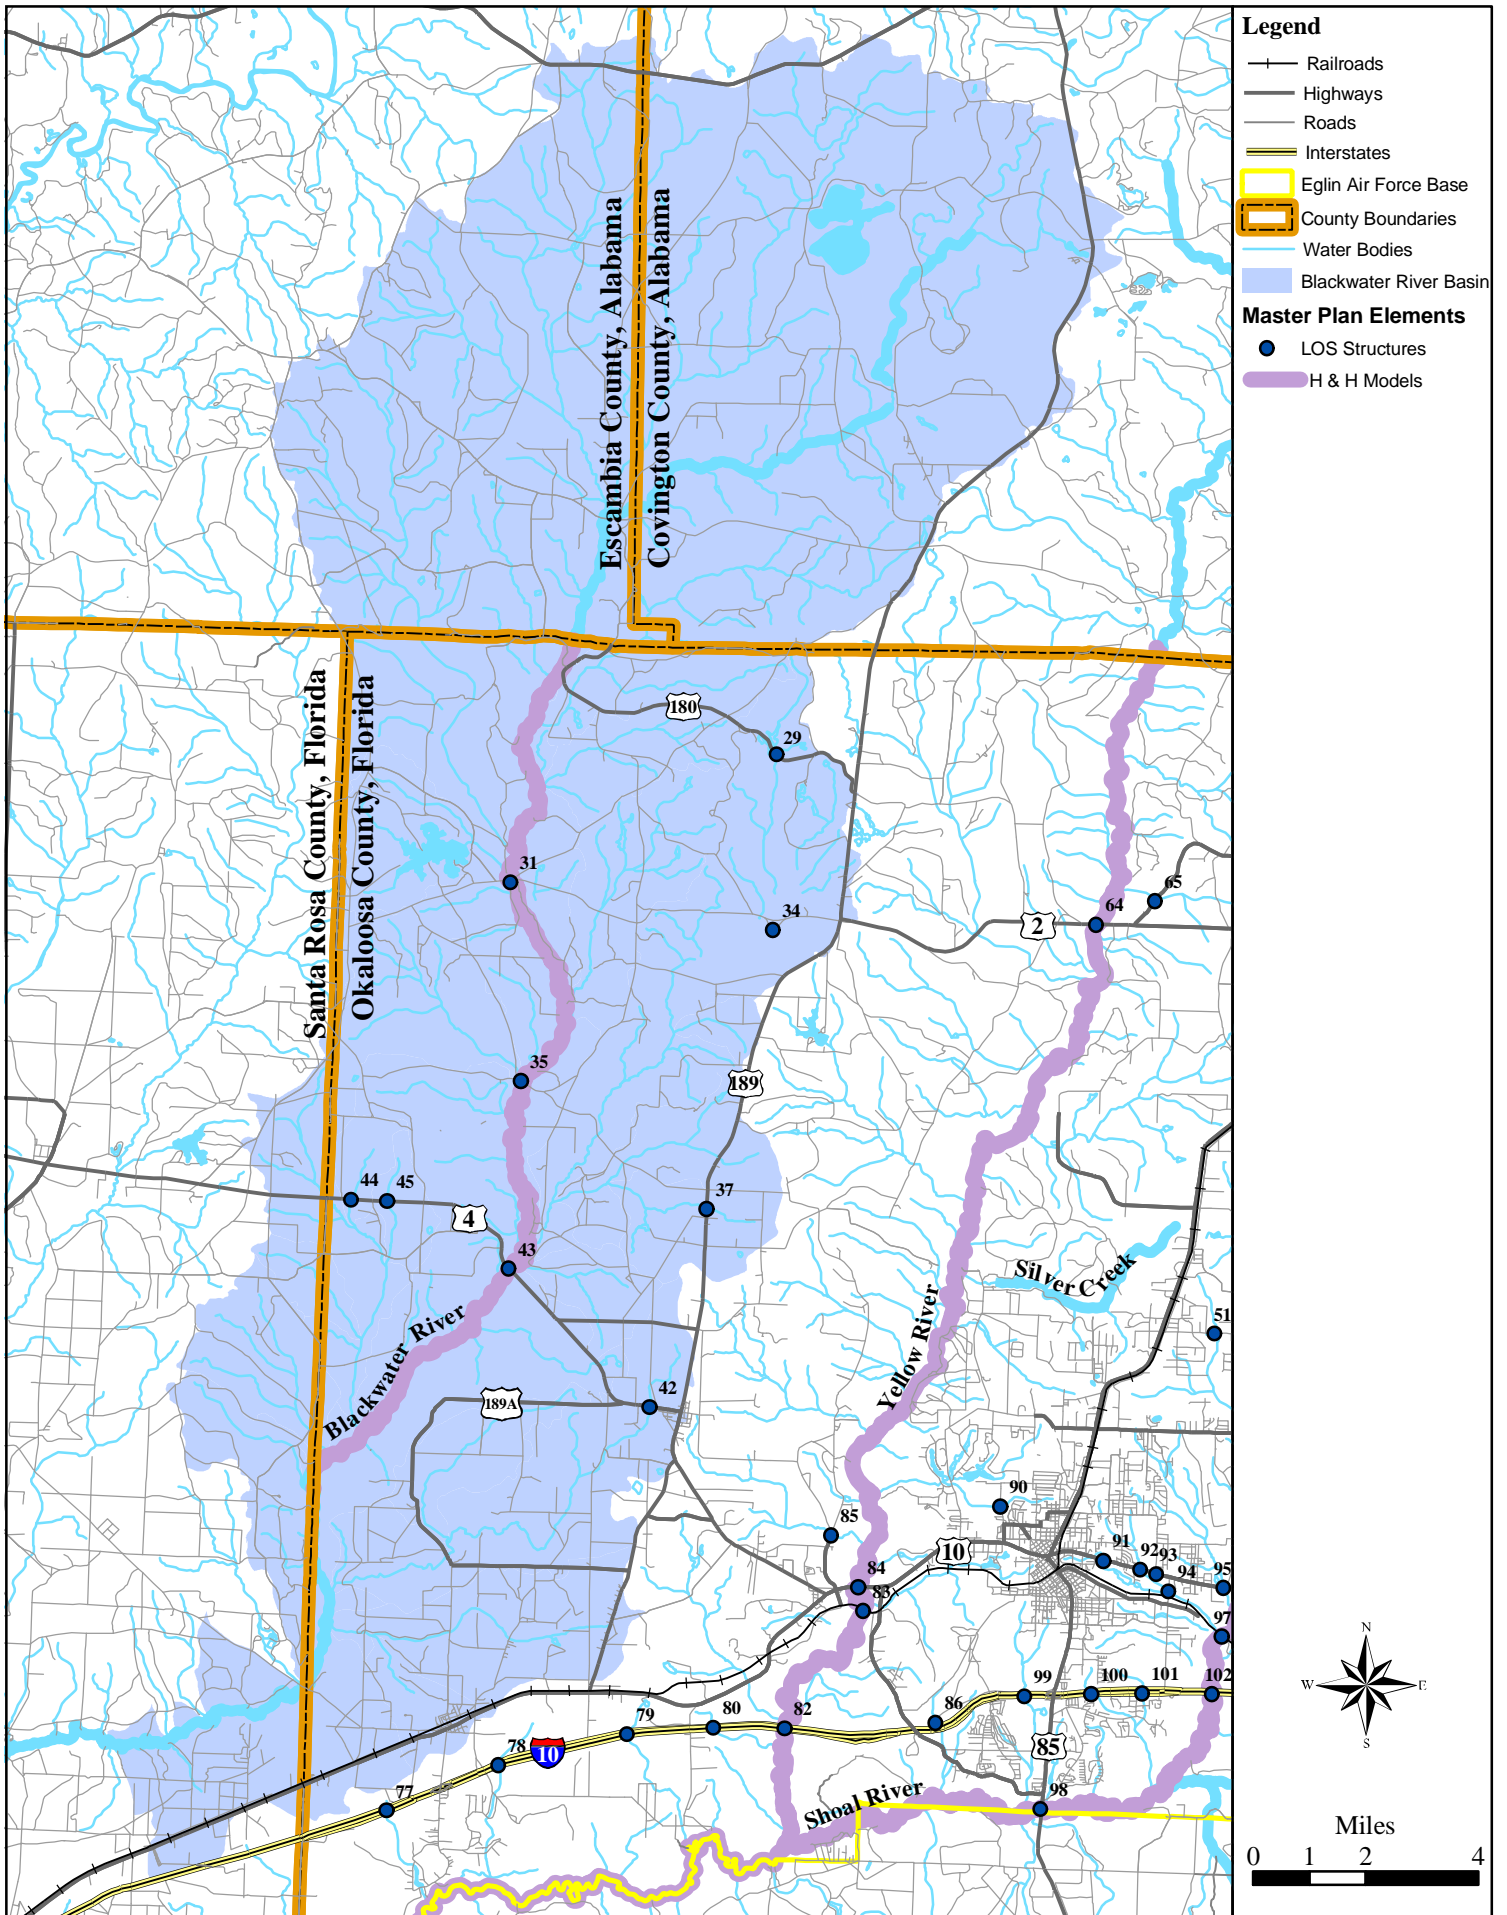 Legend
Railroads
Highways
Roads
Interstates
Eglin Air Force Base
County Boundaries
Water Bodies
Blackwater River Basin
Master Plan Elements
LOS Structures
H & H Models
Escambia County, Alabama
Covington County, Alabama
Santa Rosa County, Florida
Okaloosa County, Florida
180
29
31
34
2
64
65
35
189
44
45
4
37
43
Silver Creek
51
Blackwater River
Yellow River
189A
42
90
85
10
91
92
93
94
95
84
83
97
99
100
101
102
86
82
80
79
78
10
85
77
98
Shoal River
N
W
E
S
Miles
0 1 2 4